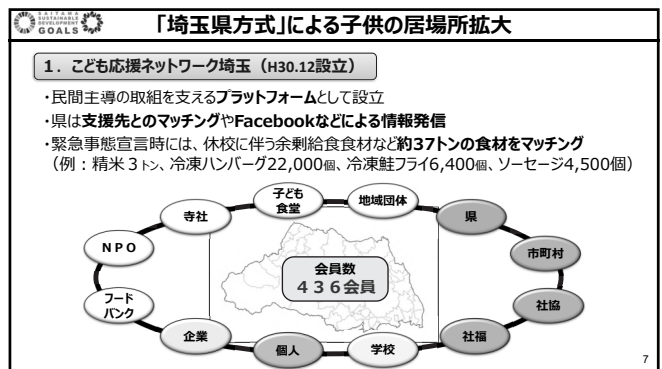 SAITAMA
SUSTAINABLE
DEVELOPMENT
GOALS
「埼玉県方式」による子供の居場所拡大
1．こども応援ネットワーク埼玉（H30.12設立）
・民間主導の取組を支えるプラットフォームとして設立
・県は支援先とのマッチングやFacebookなどによる情報発信
・緊急事態宣言時には、休校に伴う余剰給食食材など約37トンの食材をマッチング
（例：精米３トン、冷凍ハンバーグ22,000個、冷凍鮭フライ6,400個、ソーセージ4,500個）
子ども
食堂
地域団体
寺社
県
ＮＰＯ
市町村
会員数
４３６会員
フード
バンク
社協
企業
社福
個人
学校
7